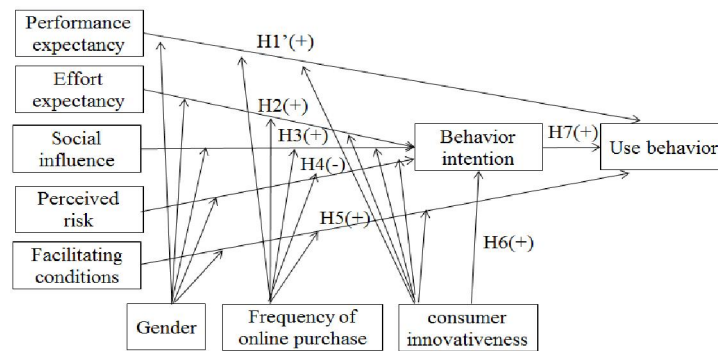 Performance
expectancy
H1'(+)
Effort
expectancy
H2(+)
Social
influence
H3(+)
Behavior
intention
H7(+)
Use behavior
H4(-)
Perceived
risk
H5(+)
Facilitating
conditions
H6(+)
Gender
Frequency of
online purchase
consumer
innovativeness